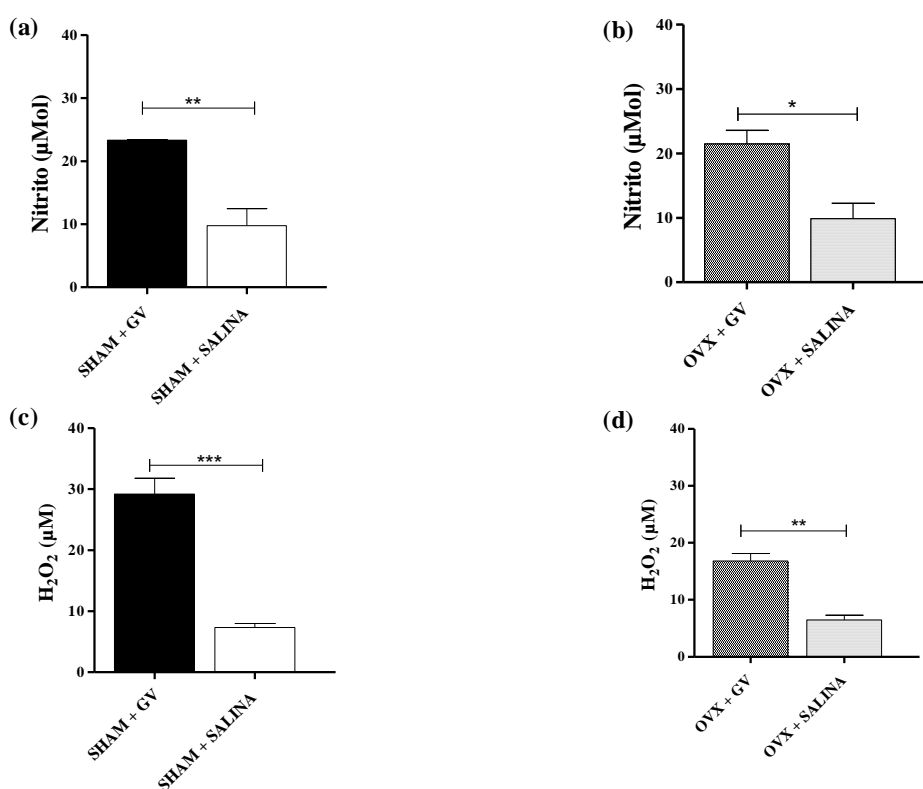 (a)
Nitrito (µMol)
40
30
20
10
0
**
SHAM + GV
SHAM + SALINA
(b)
Nitrito (µMol)
40
30
20
10
0
*
OVX + GV
OVX + SALINA
(c)
H₂O₂ (µM)
40
30
20
10
0
***
SHAM + GV
SHAM + SALINA
(d)
H₂O₂ (µM)
40
30
20
10
0
**
OVX + GV
OVX + SALINA